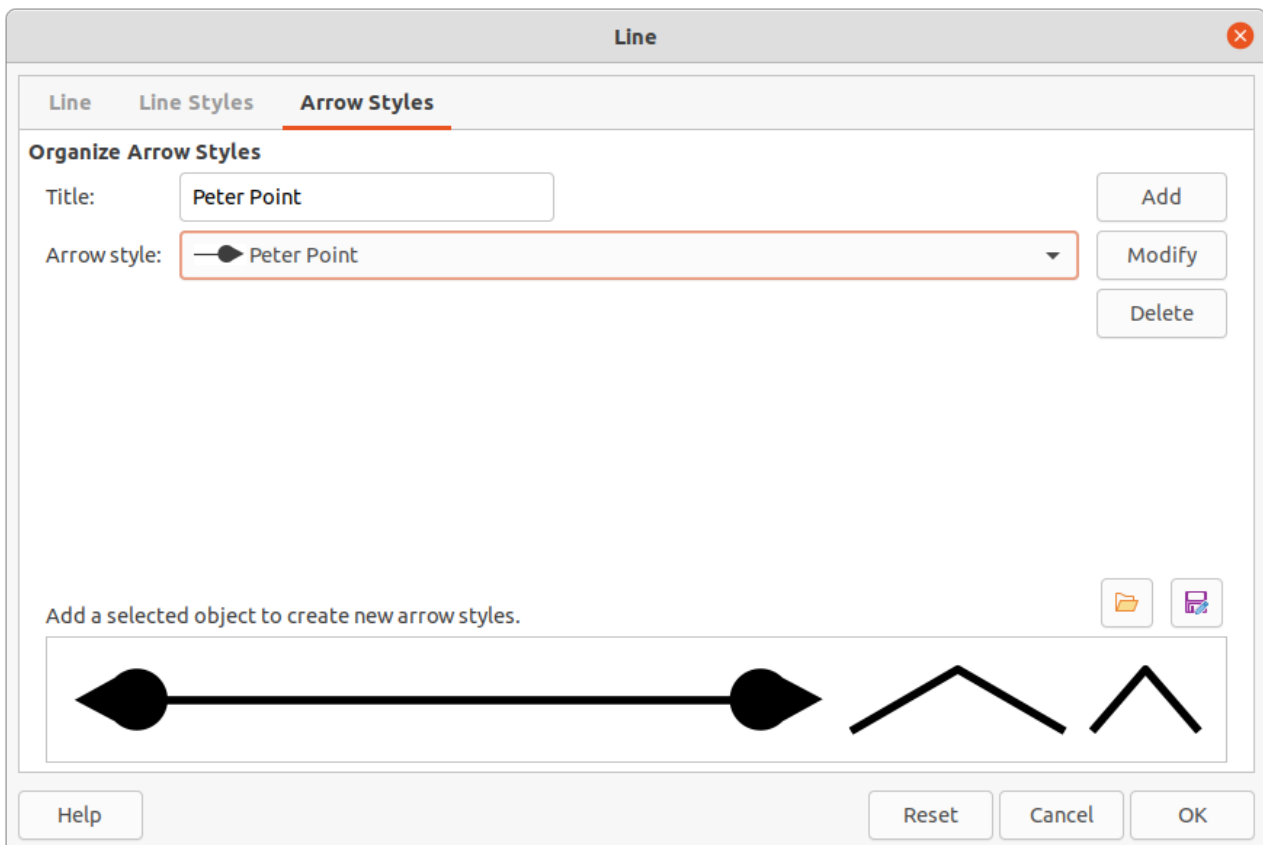 Line
Line Line Styles Arrow Styles
Organize Arrow Styles
Title: Peter Point Add
Arrow style: Peter Point Modify
Delete
Add a selected object to create new arrow styles.
Help Reset Cancel OK